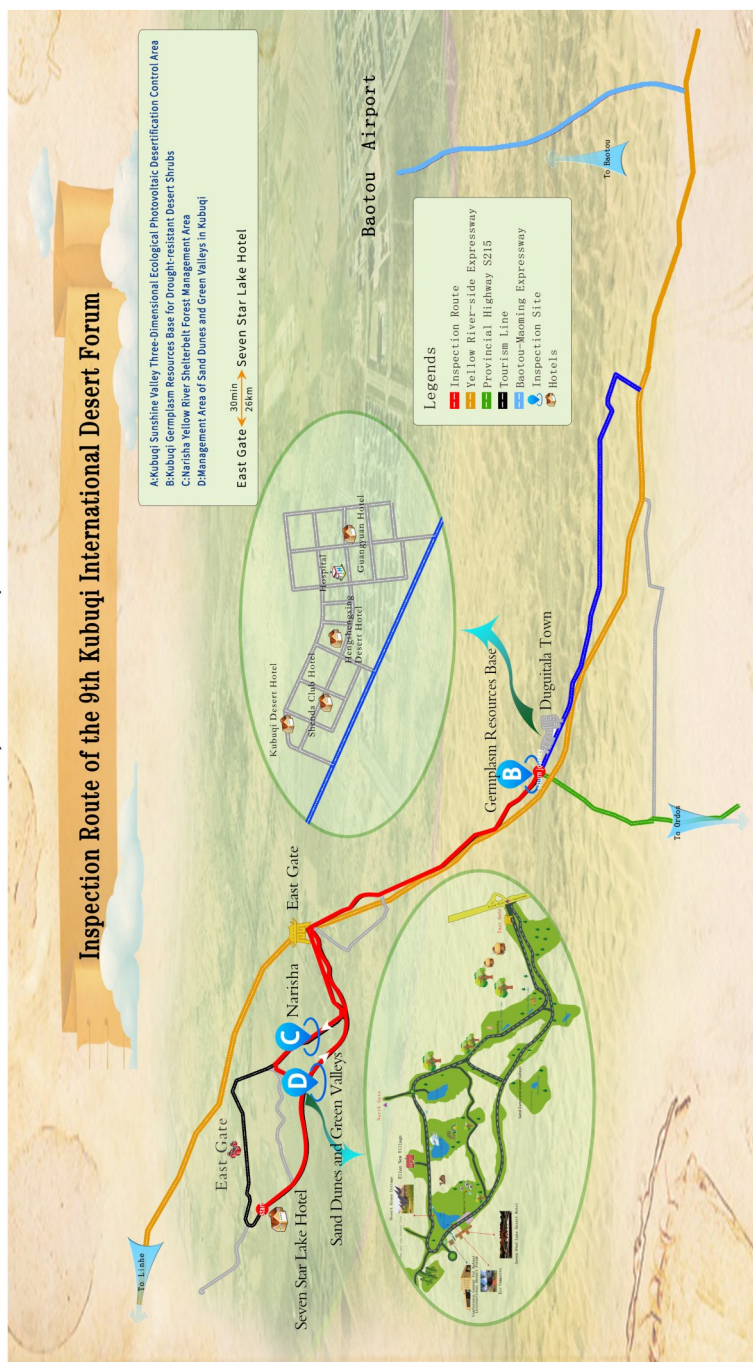 Inspection Route of the 9th Kubuqi International Desert Forum
A:Kubuqi Sunshine Valley Three-Dimensional Ecological Photovoltaic Desertification Control Area
B:Kubuqi Germplasm Resources Base for Drought-resistant Desert Shrubs
C:Narisha Yellow River Shelterbelt Forest Management Area
D:Management Area of Sand Dunes and Green Valleys in Kubuqi
East Gate 30min 26km Seven Star Lake Hotel
To Linhe
East Gate
Seven Star Lake Hotel
D
C
Narisha
Sand Dunes and Green Valleys
East Gate
Kubuqi Desert Hotel
Shenda Club Hotel
Hengshengxing
Desert Hotel
Hospital
Guangyuan Hotel
Baotou Airport
Legends
Inspection Route
Yellow River-side Expressway
Provincial Highway S215
Tourism Line
Baotou-Maoming Expressway
Inspection Site
Hotels
To Baotou
Germplasm Resources Base
B
Duguitala Town
To Ordos
North Gate
East Gate